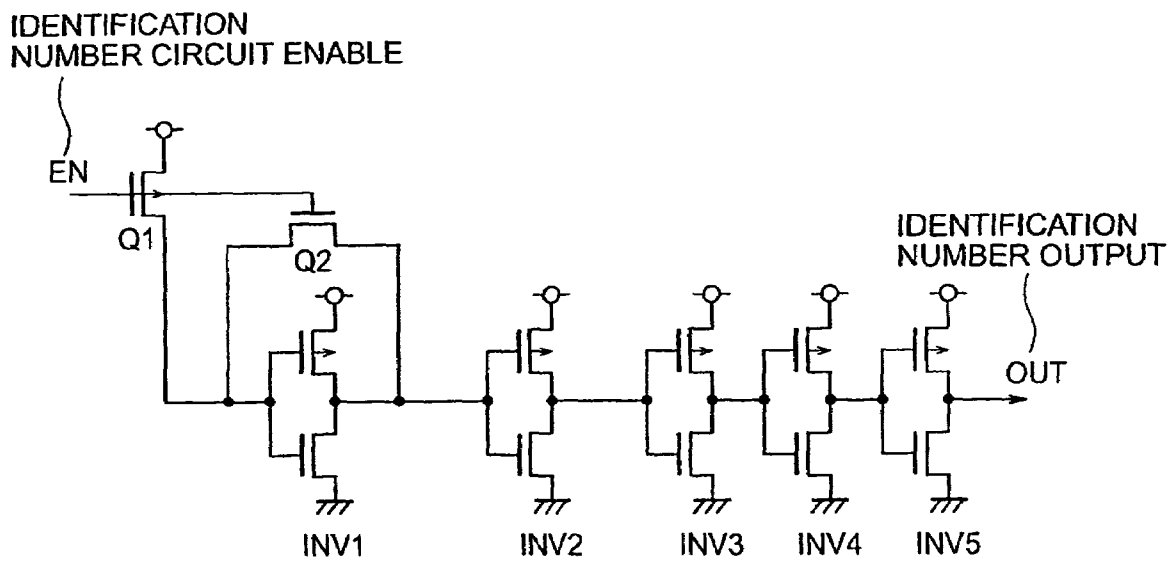 IDENTIFICATION
NUMBER CIRCUIT ENABLE
EN
Q1
Q2
IDENTIFICATION
NUMBER OUTPUT
OUT
INV1
INV2
INV3
INV4
INV5